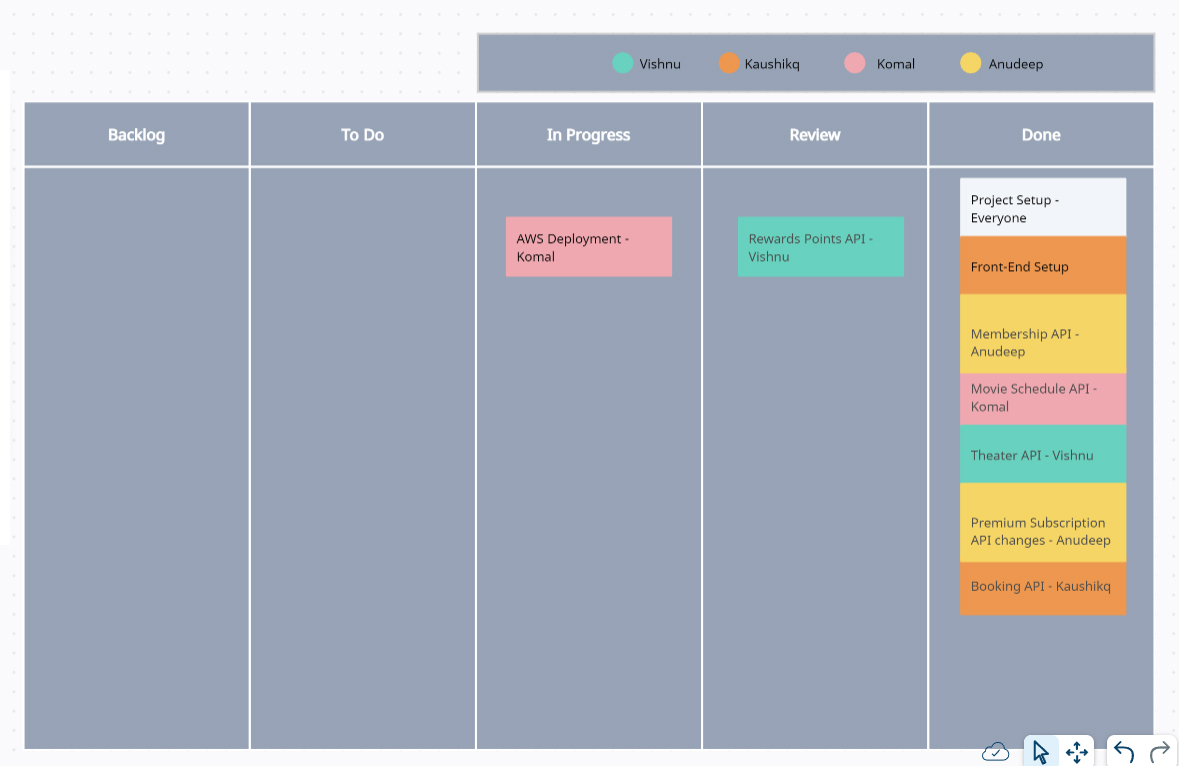 Vishnu Kaushikq Komal Anudeep
Backlog To Do In Progress Review Done
AWS Deployment -
Komal
Rewards Points API -
Vishnu
Project Setup -
Everyone
Front-End Setup
Membership API -
Anudeep
Movie Schedule API -
Komal
Theater API - Vishnu
Premium Subscription
API changes - Anudeep
Booking API - Kaushikq